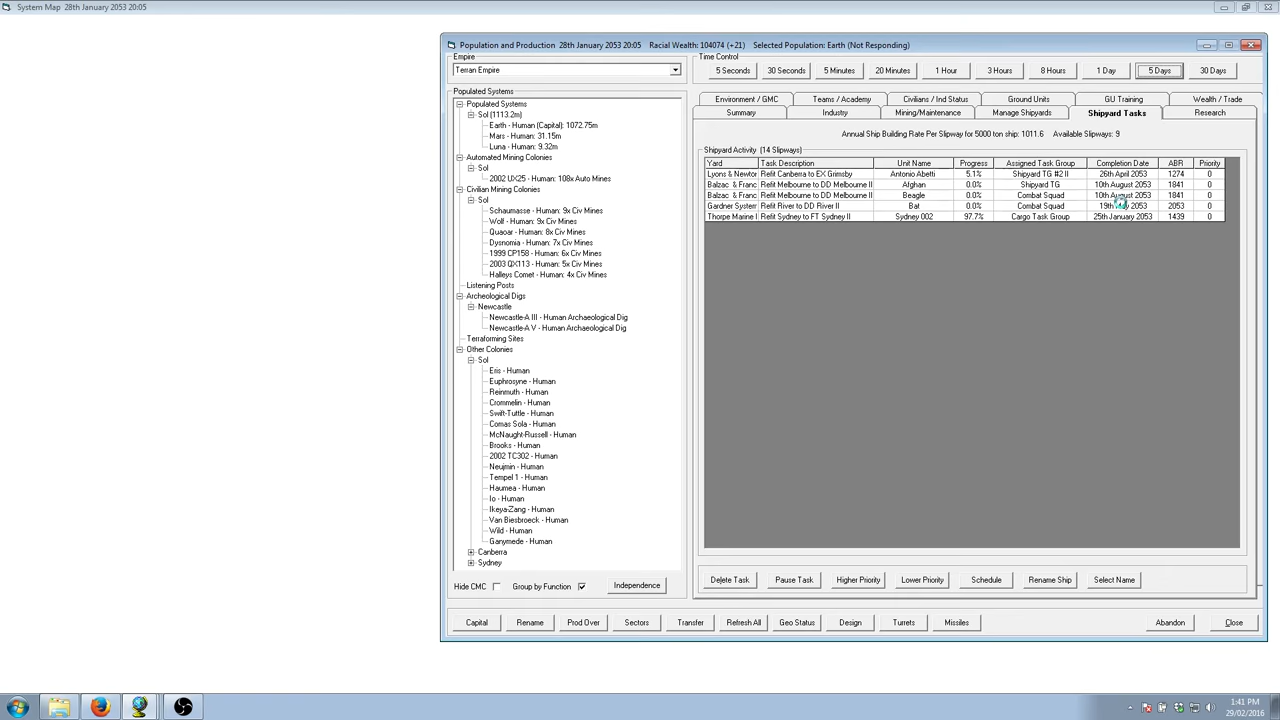 System Map 28th January 2053 20:05
Population and Production 28th January 2053 20:05 Racial Wealth: 104074 (+21) Selected Population: Earth (Not Responding)
Empire
Terran Empire
Time Control
5 Seconds 30 Seconds 5 Minutes 20 Minutes 1 Hour 3 Hours 8 Hours 1 Day 5 Days 30 Days
Populated Systems
Populated Systems
Sol (1113.2m)
Earth - Human (Capital): 1072.75m
Mars - Human: 31.15m
Luna - Human: 9.32m
Automated Mining Colonies
Sol
2002 UX25 - Human: 108x Auto Mines
Civilian Mining Colonies
Sol
Schaumasse - Human: 9x Civ Mines
Wolf - Human: 9x Civ Mines
Quaoar - Human: 8x Civ Mines
Dysnomia - Human: 7x Civ Mines
1999 CP158 - Human: 6x Civ Mines
2003 QX113 - Human: 5x Civ Mines
Halleys Comet - Human: 4x Civ Mines
Listening Posts
Archeological Digs
Newcastle
Newcastle-A III - Human Archaeological Dig
Newcastle-A V - Human Archaeological Dig
Terraforming Sites
Other Colonies
Sol
Eris - Human
Euphrosyne - Human
Reinmuth - Human
Crommelin - Human
Swift-Tuttle - Human
Comas Sola - Human
McNaught-Russell - Human
Brooks - Human
2002 TC302 - Human
Neujmin - Human
Tempel 1 - Human
Haumea - Human
Io - Human
Ikeya-Zang - Human
Van Biesbroeck - Human
Wild - Human
Ganymede - Human
Canberra
Sydney
Hide CMC Group by Function Independence
Environment / GMC Teams / Academy Civilians / Ind Status Ground Units GU Training Wealth / Trade
Summary Industry Mining/Maintenance Manage Shipyards Shipyard Tasks Research
Annual Ship Building Rate Per Slipway for 5000 ton ship: 1011.6 Available Slipways: 9
Shipyard Activity (14 Slipways)
Yard Task Description Unit Name Progress Assigned Task Group Completion Date ABR Priority
Lyons & Newtor Refit Canberra to EX Grimsby Antonio Abetti 5.1% Shipyard TG #2 II 26th April 2053 1274 0
Balzac & Franc Refit Melbourne to DD Melbourne II Afghan 0.0% Shipyard TG 10th August 2053 1841 0
Balzac & Franc Refit Melbourne to DD Melbourne II Beagle 0.0% Combat Squad 10th August 2053 1841 0
Gardner System Refit River to DD River II Bat 0.0% Combat Squad 19th 2053 2053 0
Thorpe Marine I Refit Sydney to FT Sydney II Sydney 002 97.7% Cargo Task Group 25th January 2053 1439 0
Delete Task Pause Task Higher Priority Lower Priority Schedule Rename Ship Select Name
Capital Rename Prod Over Sectors Transfer Refresh All Geo Status Design Turrets Missiles Abandon Close
1:41 PM
29/02/2016